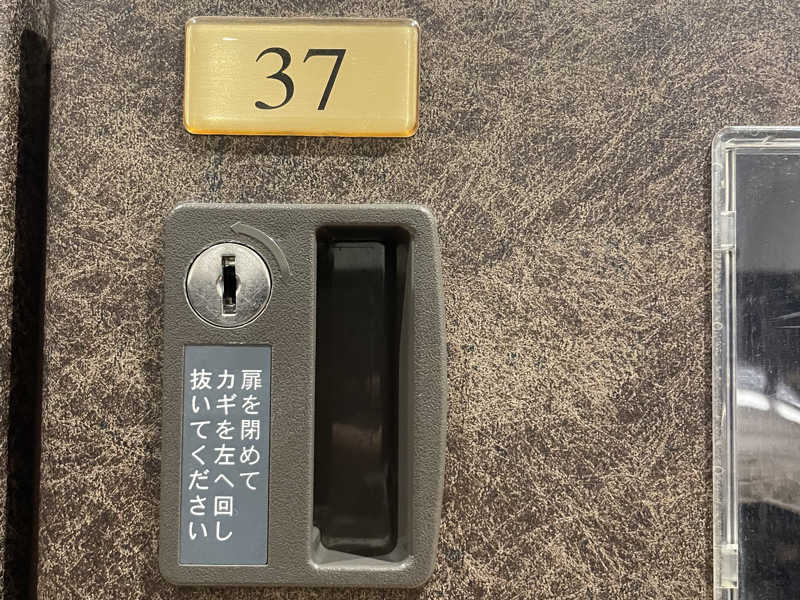 37
扉を閉めて
カギを左へ回し
抜いてください